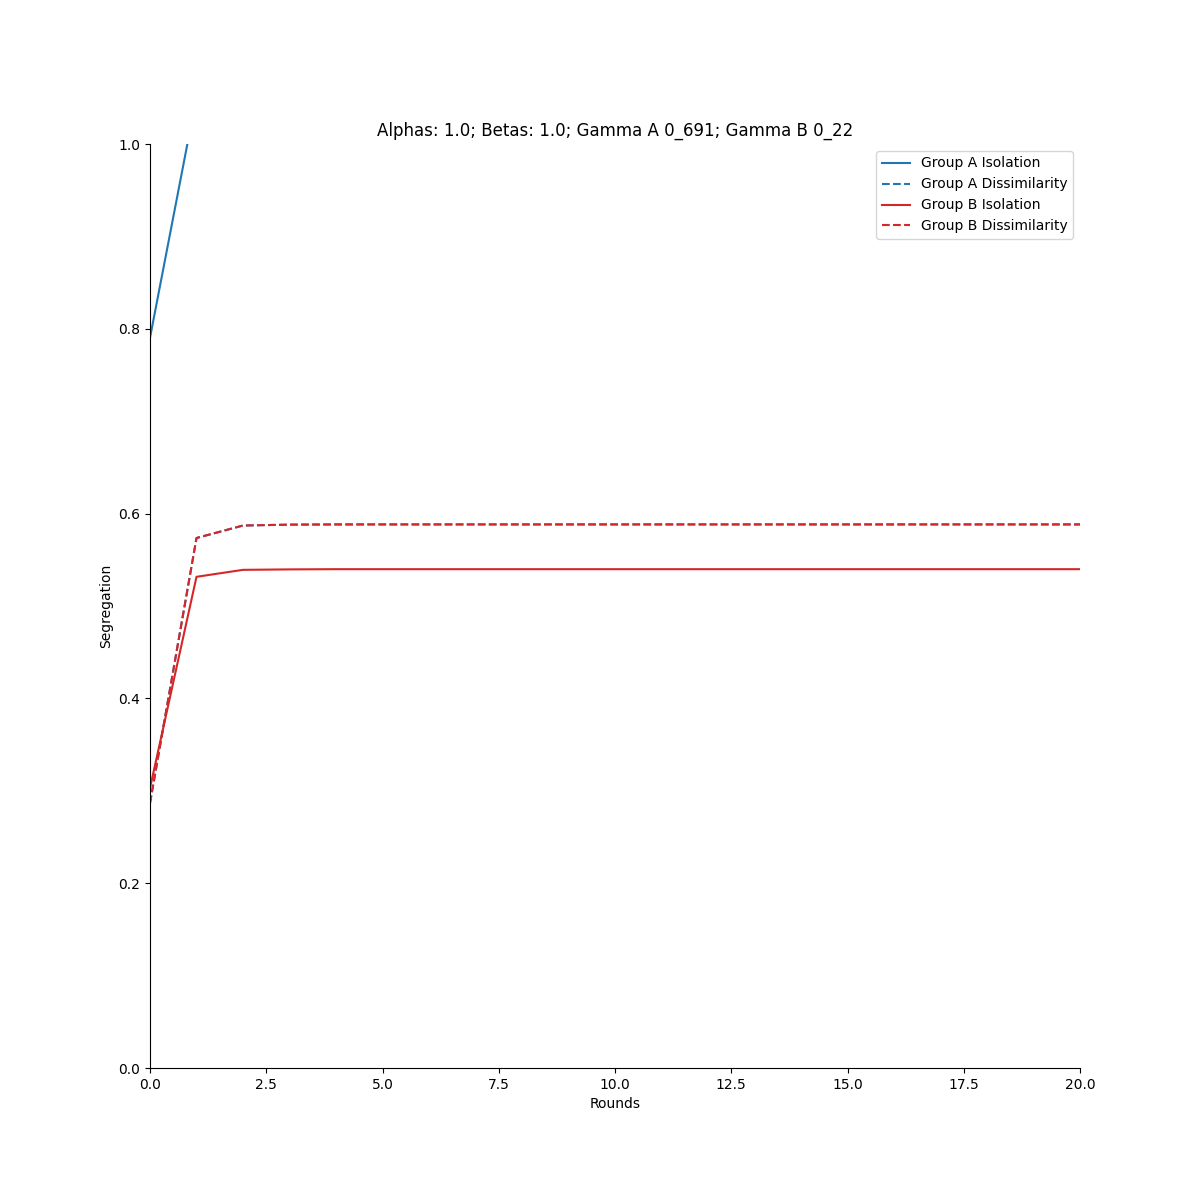 Alphas: 1.0; Betas: 1.0; Gamma A 0_691; Gamma B 0_22
1.0
0.8
0.6
0.4
0.2
0.0
Segregation
Group A Isolation
Group A Dissimilarity
Group B Isolation
Group B Dissimilarity
0.0 2.5 5.0 7.5 10.0 12.5 15.0 17.5 20.0
Rounds